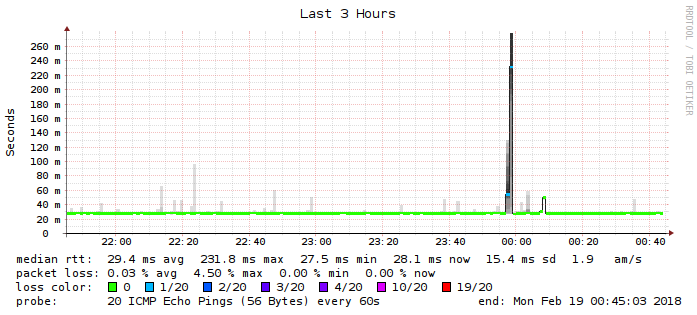 Last 3 Hours
RRDTOOL / TOBI OETIKER
Seconds
260 m
240 m
220 m
200 m
180 m
160 m
140 m
120 m
100 m
80 m
60 m
40 m
20 m
0
22:00 22:20 22:40 23:00 23:20 23:40 00:00 00:20 00:40
median rtt: 29.4 ms avg 231.8 ms max 27.5 ms min 28.1 ms now 15.4 ms sd 1.9 am/s
packet loss: 0.03 % avg 4.50 % max 0.00 % min 0.00 % now
loss color: 0 1/20 2/20 3/20 4/20 10/20 19/20
probe: 20 ICMP Echo Pings (56 Bytes) every 60s end: Mon Feb 19 00:45:03 2018